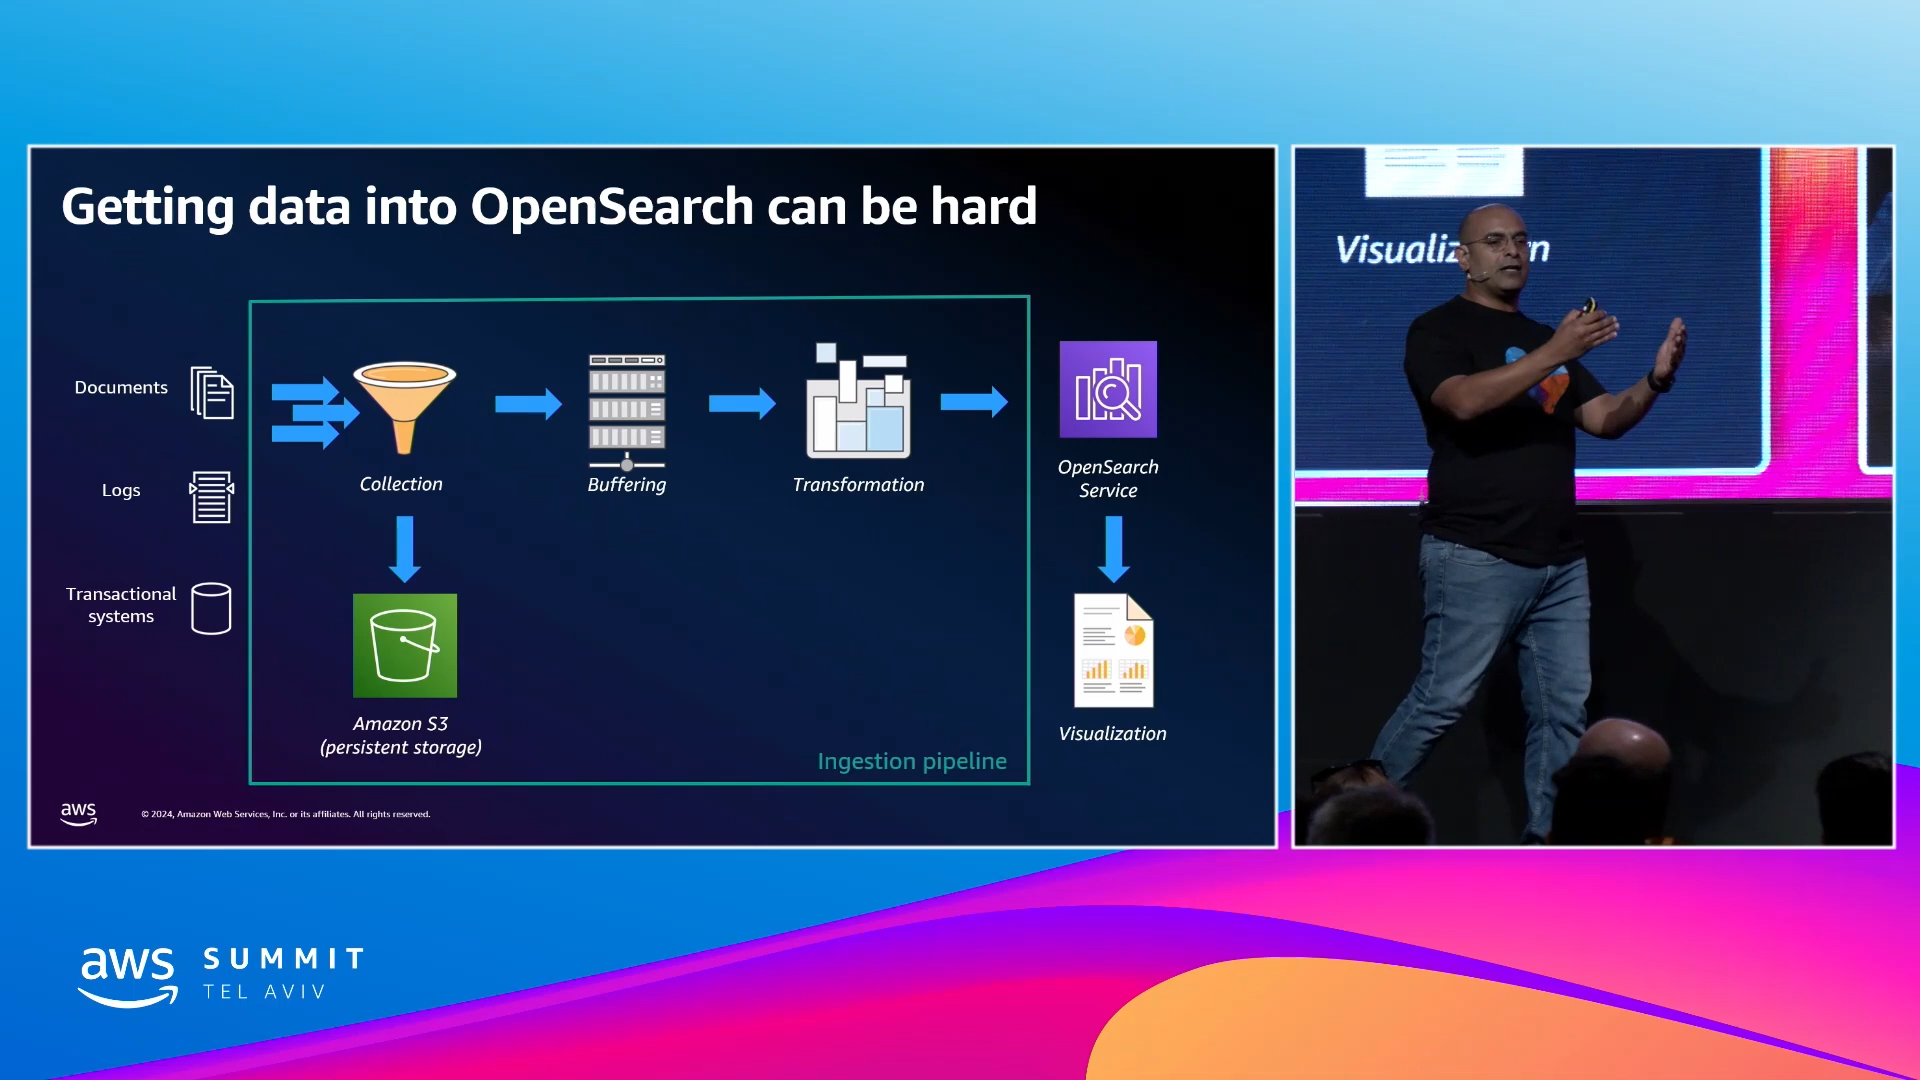 Getting data into OpenSearch can be hard
Documents
Logs
Transactional
systems
Collection
Buffering
Transformation
OpenSearch
Service
Amazon S3
(persistent storage)
Visualization
Ingestion pipeline
aws
© 2024, Amazon Web Services, Inc. or its affiliates. All rights reserved.
aws SUMMIT
TEL AVIV